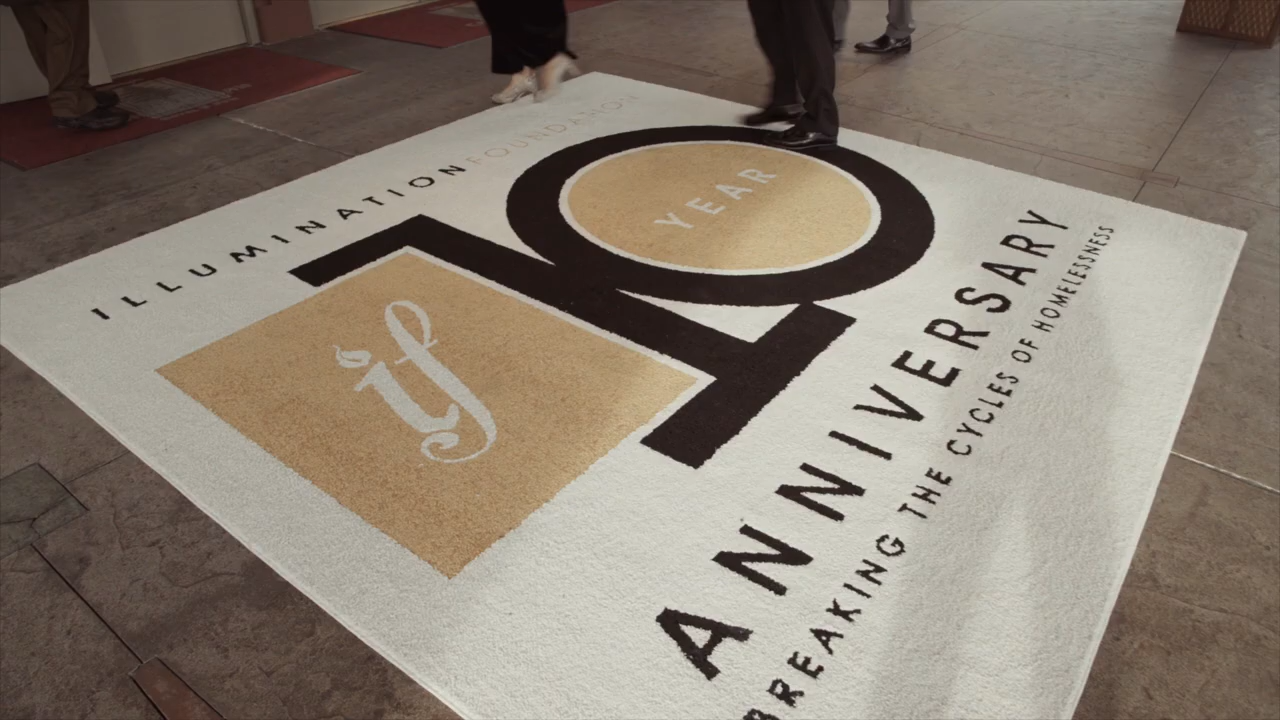 ILLUMINATION FOUNDATION
10
YEAR
if
ANNIVERSARY
BREAKING THE CYCLES OF HOMELESSNESS